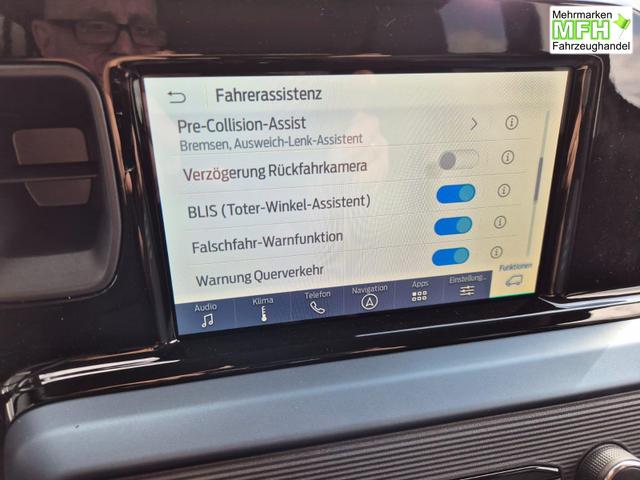 Mehrmarken
MFH
Fahrzeughandel
Fahrerassistenz
Pre-Collision-Assist
Bremsen, Ausweich-Lenk-Assistent
Verzögerung Rückfahrkamera
BLIS (Toter-Winkel-Assistent)
Falschfahr-Warnfunktion
Warnung Querverkehr
Audio Klima Telefon Navigation Apps Einstellung... Funktionen